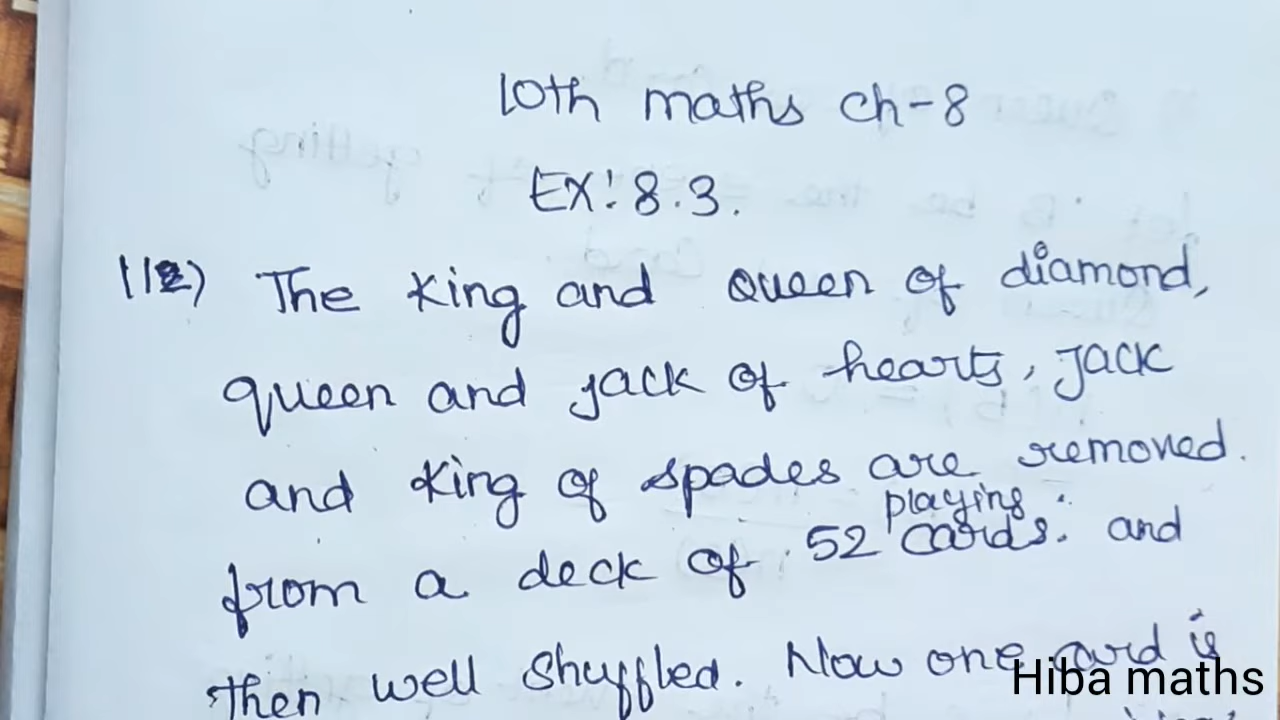 10th maths ch-8
EX: 8.3.
11) The King and Queen of diamond,
queen and jack of hearts, Jack
and King of spades are removed.
playing
from a deck of 52 cards. and
then well shuffled. Now one card is
Hiba maths